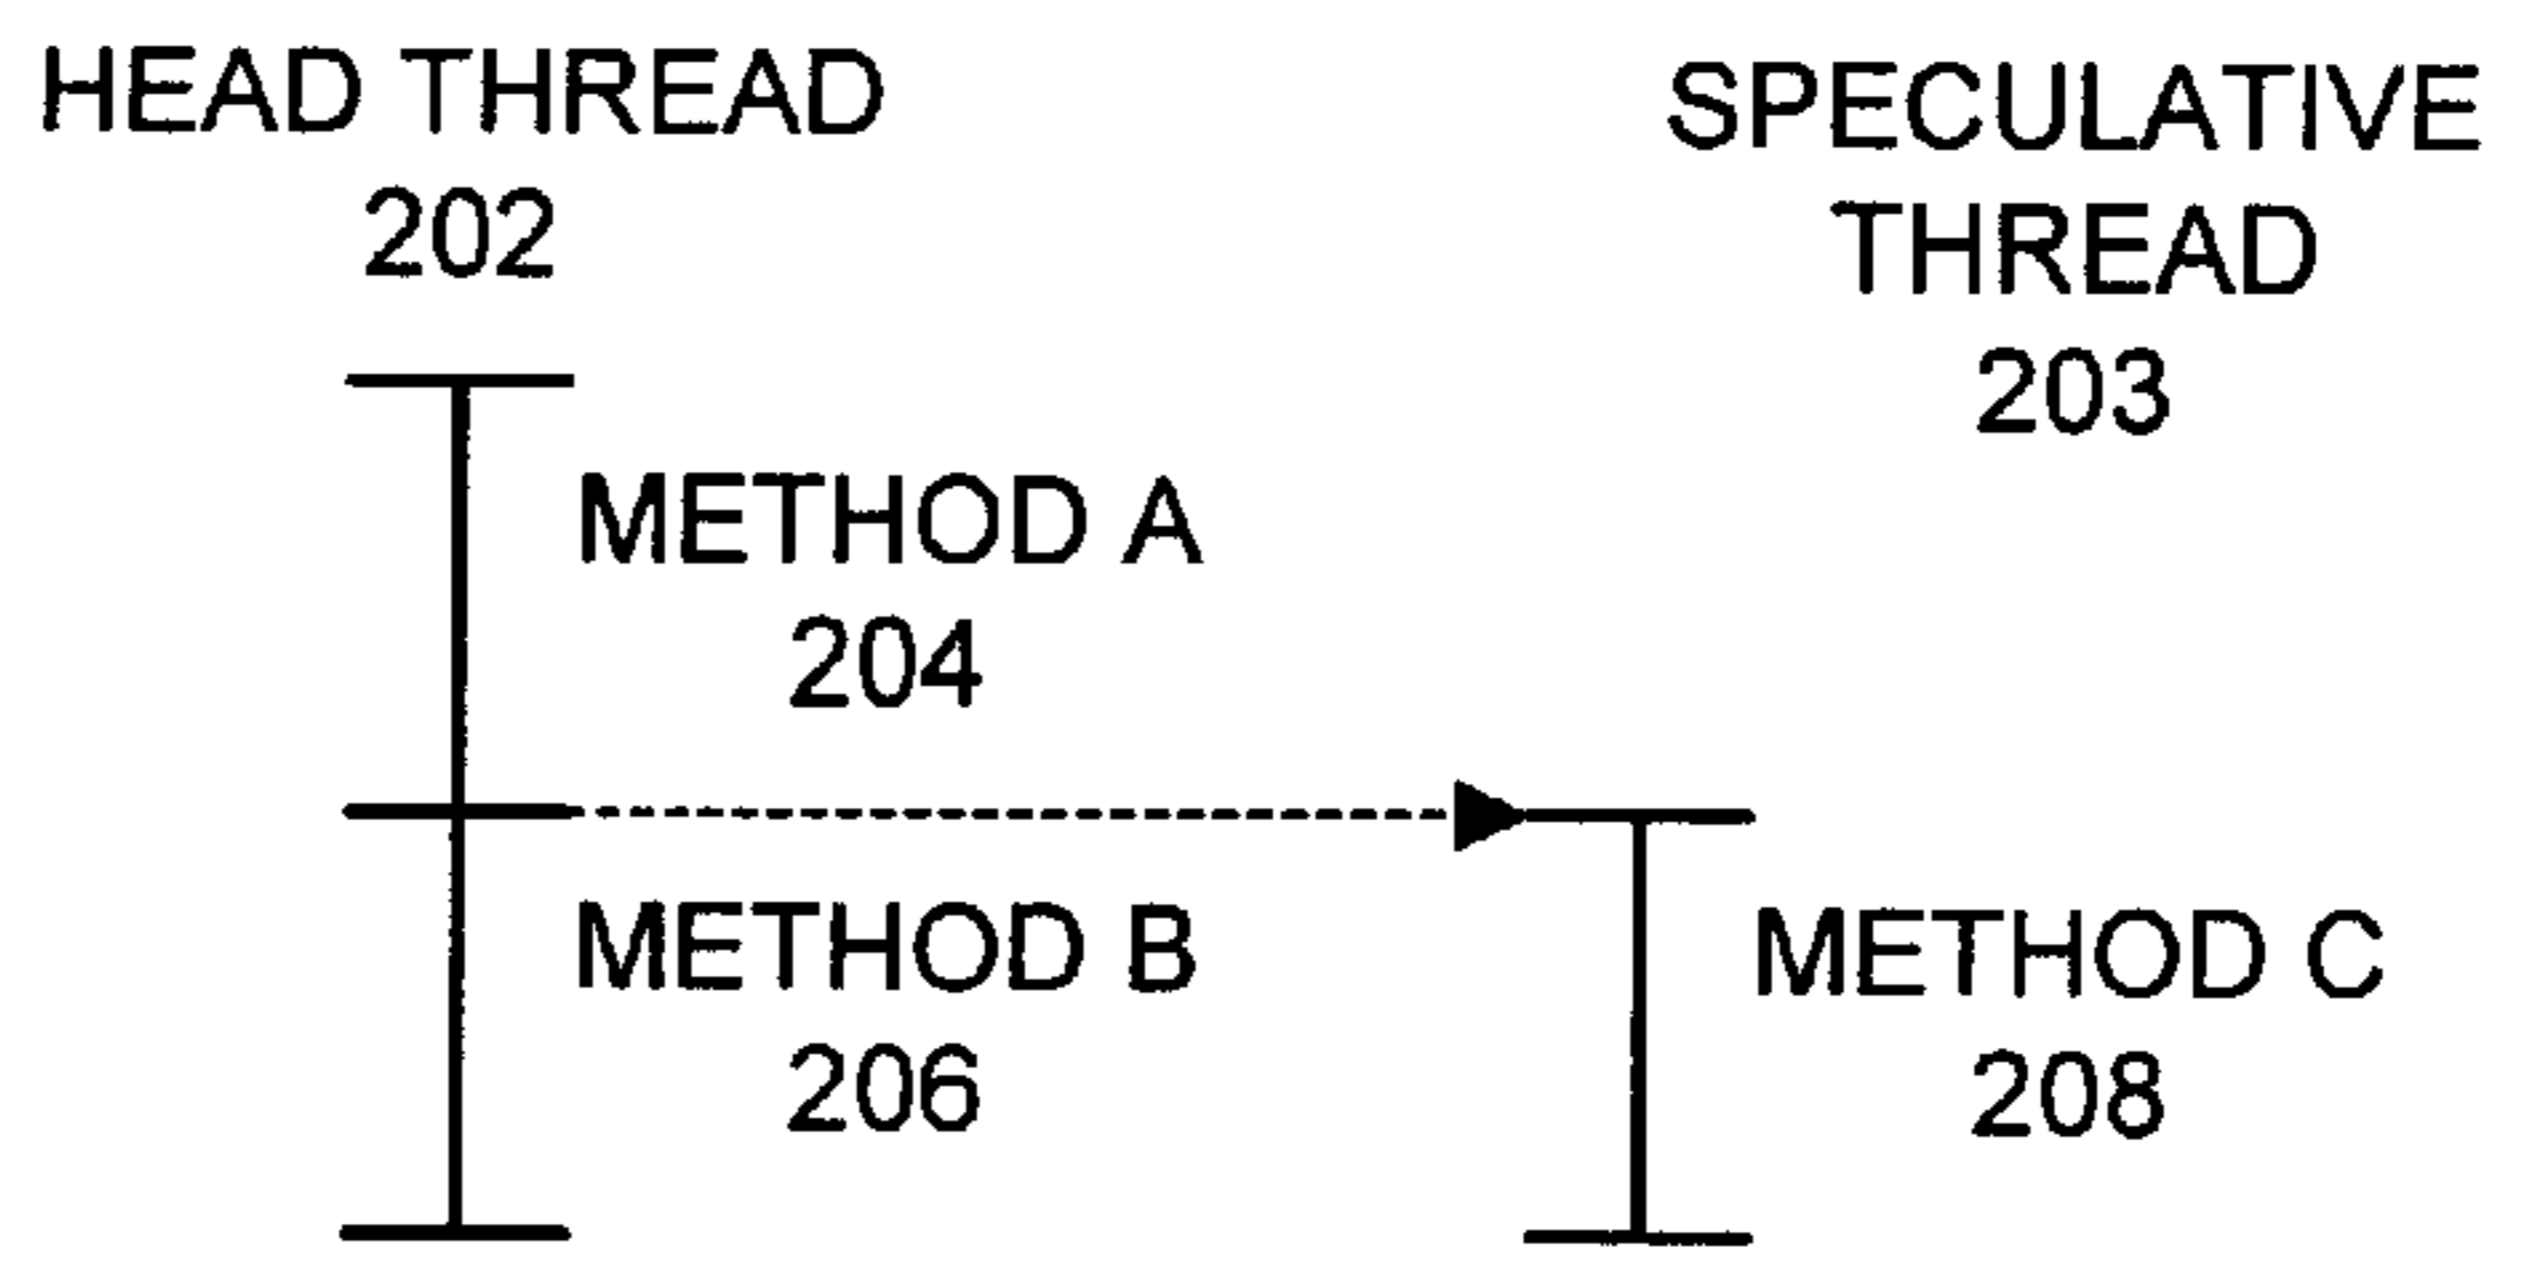 HEAD THREAD
202
SPECULATIVE
THREAD
203
METHOD A
204
METHOD B
206
METHOD C
208